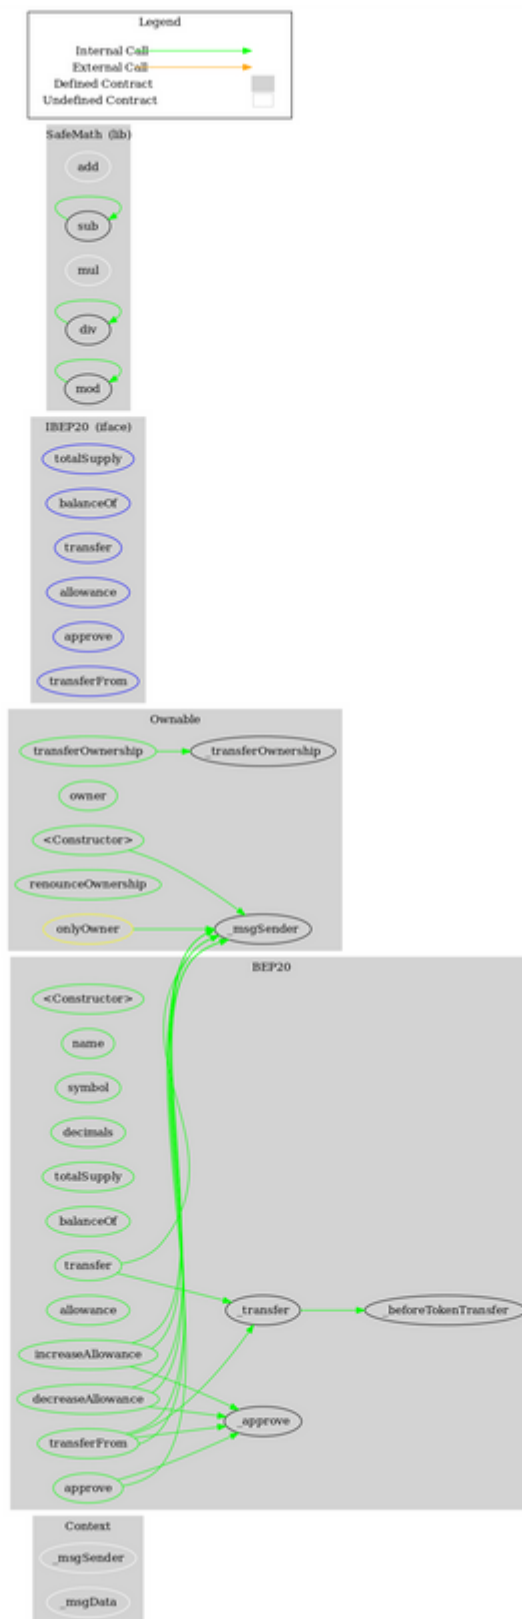 Legend
Internal Call
External Call
Defined Contract
Undefined Contract
SafeMath (lib)
add
sub
mul
div
mod
IBEP20 (iface)
totalSupply
balanceOf
transfer
allowance
approve
transferFrom
Ownable
transferOwnership _transferOwnership
owner
<Constructor>
renounceOwnership
onlyOwner _msgSender
BEP20
<Constructor>
name
symbol
decimals
totalSupply
balanceOf
transfer
allowance _transfer _beforeTokenTransfer
increaseAllowance
decreaseAllowance
_approve
transferFrom
approve
Context
_msgSender
_msgData